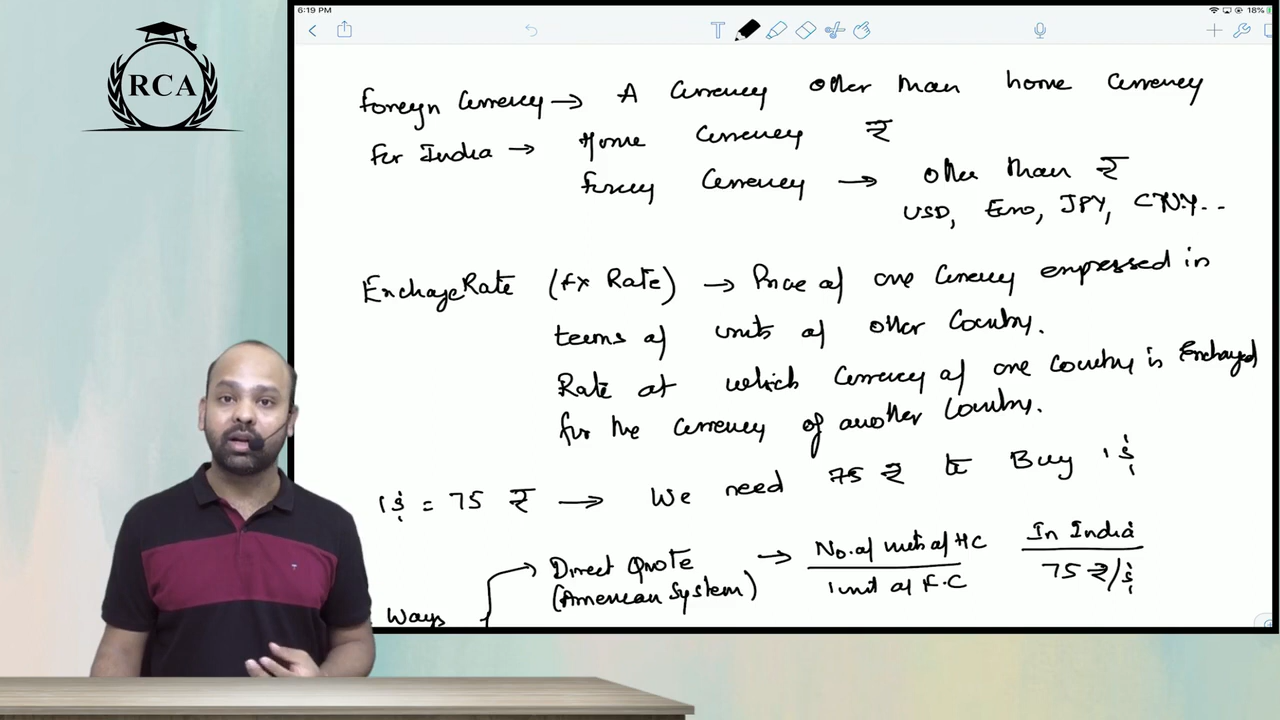 RCA
6:19 PM
18%
T
Foreign Currency → A Currency other than home Currency
For India → Home Currency ₹
Foreign Currency → other than ₹
USD, Euro, JPY, CNY...
Exchange Rate (fx Rate) → Price of one Currency expressed in
terms of units of other Country.
Rate at which Currency of one country is Exchanged
for the currency of another Country.
1$ = 75 ₹ → We need 75 ₹ to Buy 1$
Direct Quote → No. of units of HC In India
(American System) 1 unit of F.C 75 ₹/$
Ways